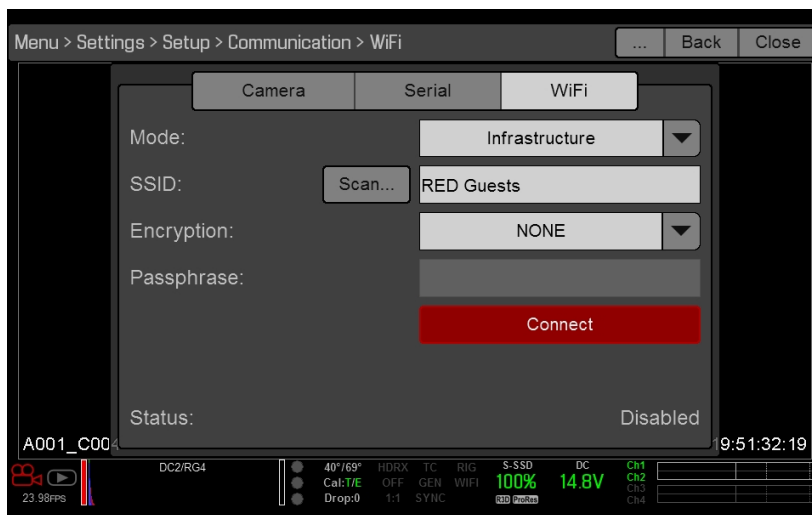 Menu > Settings > Setup > Communication > WiFi ... Back Close
Camera Serial WiFi
Mode: Infrastructure
SSID: Scan... RED Guests
Encryption: NONE
Passphrase:
Connect
Status: Disabled
A001_C004 19:51:32:19
DC2/RG4 40°/69° HDRX TC RIG S-SSD DC Ch1
Cal:T/E OFF GEN WIFI 100% 14.8V Ch2
23.98FPS Drop:0 1:1 SYNC R3D ProRes Ch3
Ch4